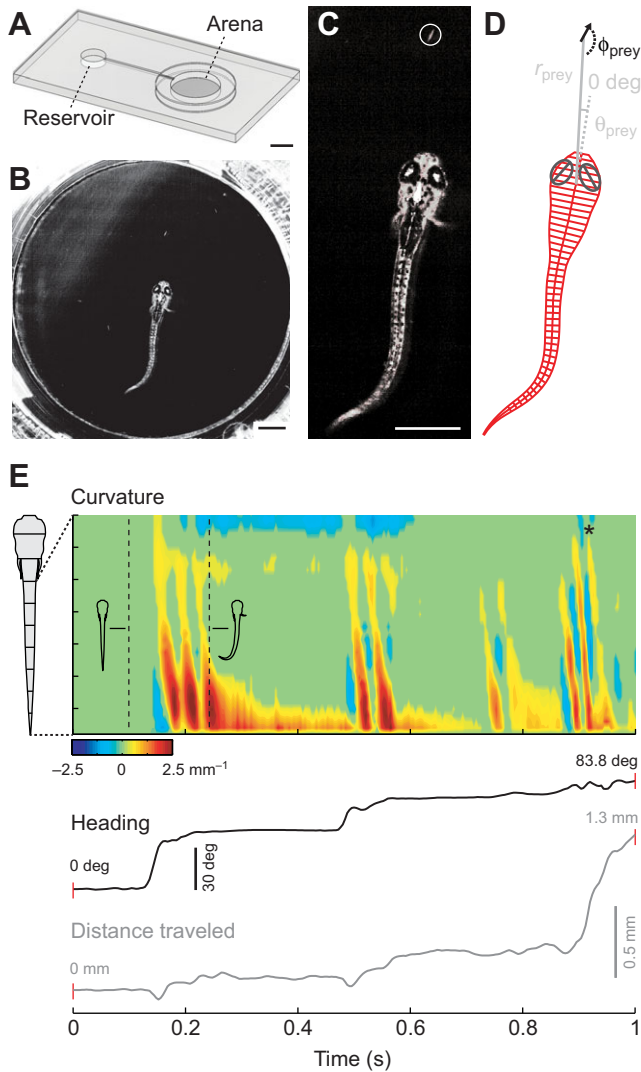 A
Arena
Reservoir
B
C
D
ϕprey
rprey
0 deg
θprey
E
Curvature
*
−2.5 0 2.5 mm−1
83.8 deg
Heading
1.3 mm
0 deg
30 deg
Distance traveled
0.5 mm
0 mm
0 0.2 0.4 0.6 0.8 1
Time (s)